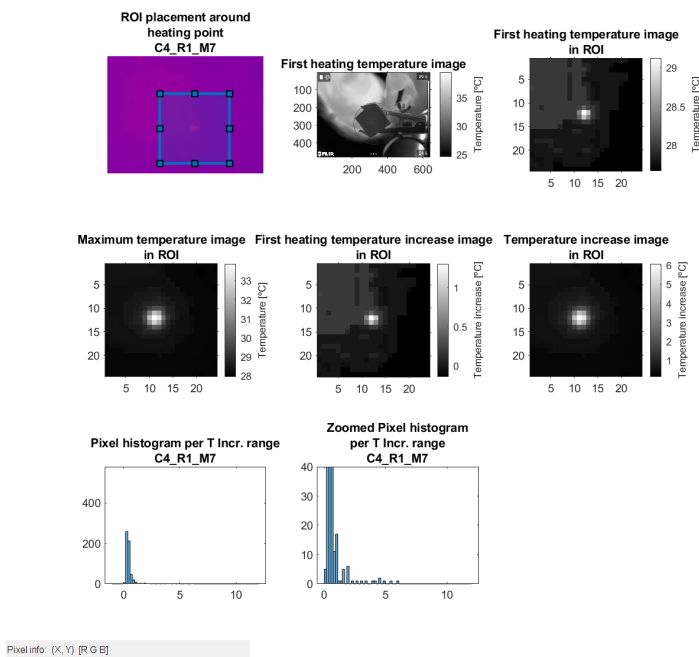 ROI placement around
heating point
C4_R1_M7
First heating temperature image
100
200
300
400
200 400 600
35
30
25
Temperature [ºC]
First heating temperature image
in ROI
5
10
15
20
5 10 15 20
29
28.5
28
Temperature [ºC]
Maximum temperature image
in ROI
5
10
15
20
5 10 15 20
33
32
31
30
29
28
Temperature [ºC]
First heating temperature increase image
in ROI
5
10
15
20
5 10 15 20
1
0.5
0
Temperature increase [ºC]
Temperature increase image
in ROI
5
10
15
20
5 10 15 20
6
5
4
3
2
1
Temperature increase [ºC]
Pixel histogram per T Incr. range
C4_R1_M7
400
200
0
0 5 10
Zoomed Pixel histogram
per T Incr. range
C4_R1_M7
40
30
20
10
0
0 5 10
Pixel info: (X, Y) [R G B]